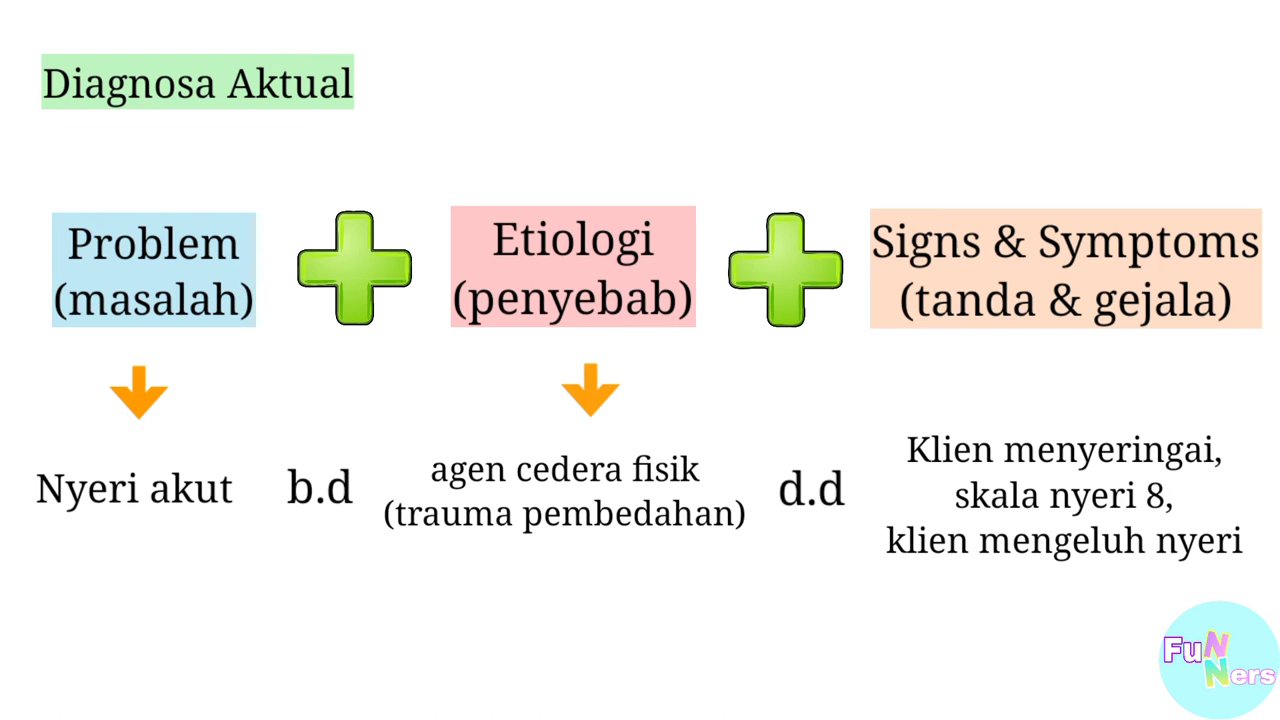 Diagnosa Aktual
Problem
(masalah)
Etiologi
(penyebab)
Signs & Symptoms
(tanda & gejala)
Nyeri akut
b.d
agen cedera fisik
(trauma pembedahan)
d.d
Klien menyeringai,
skala nyeri 8,
klien mengeluh nyeri
FuN
Ners